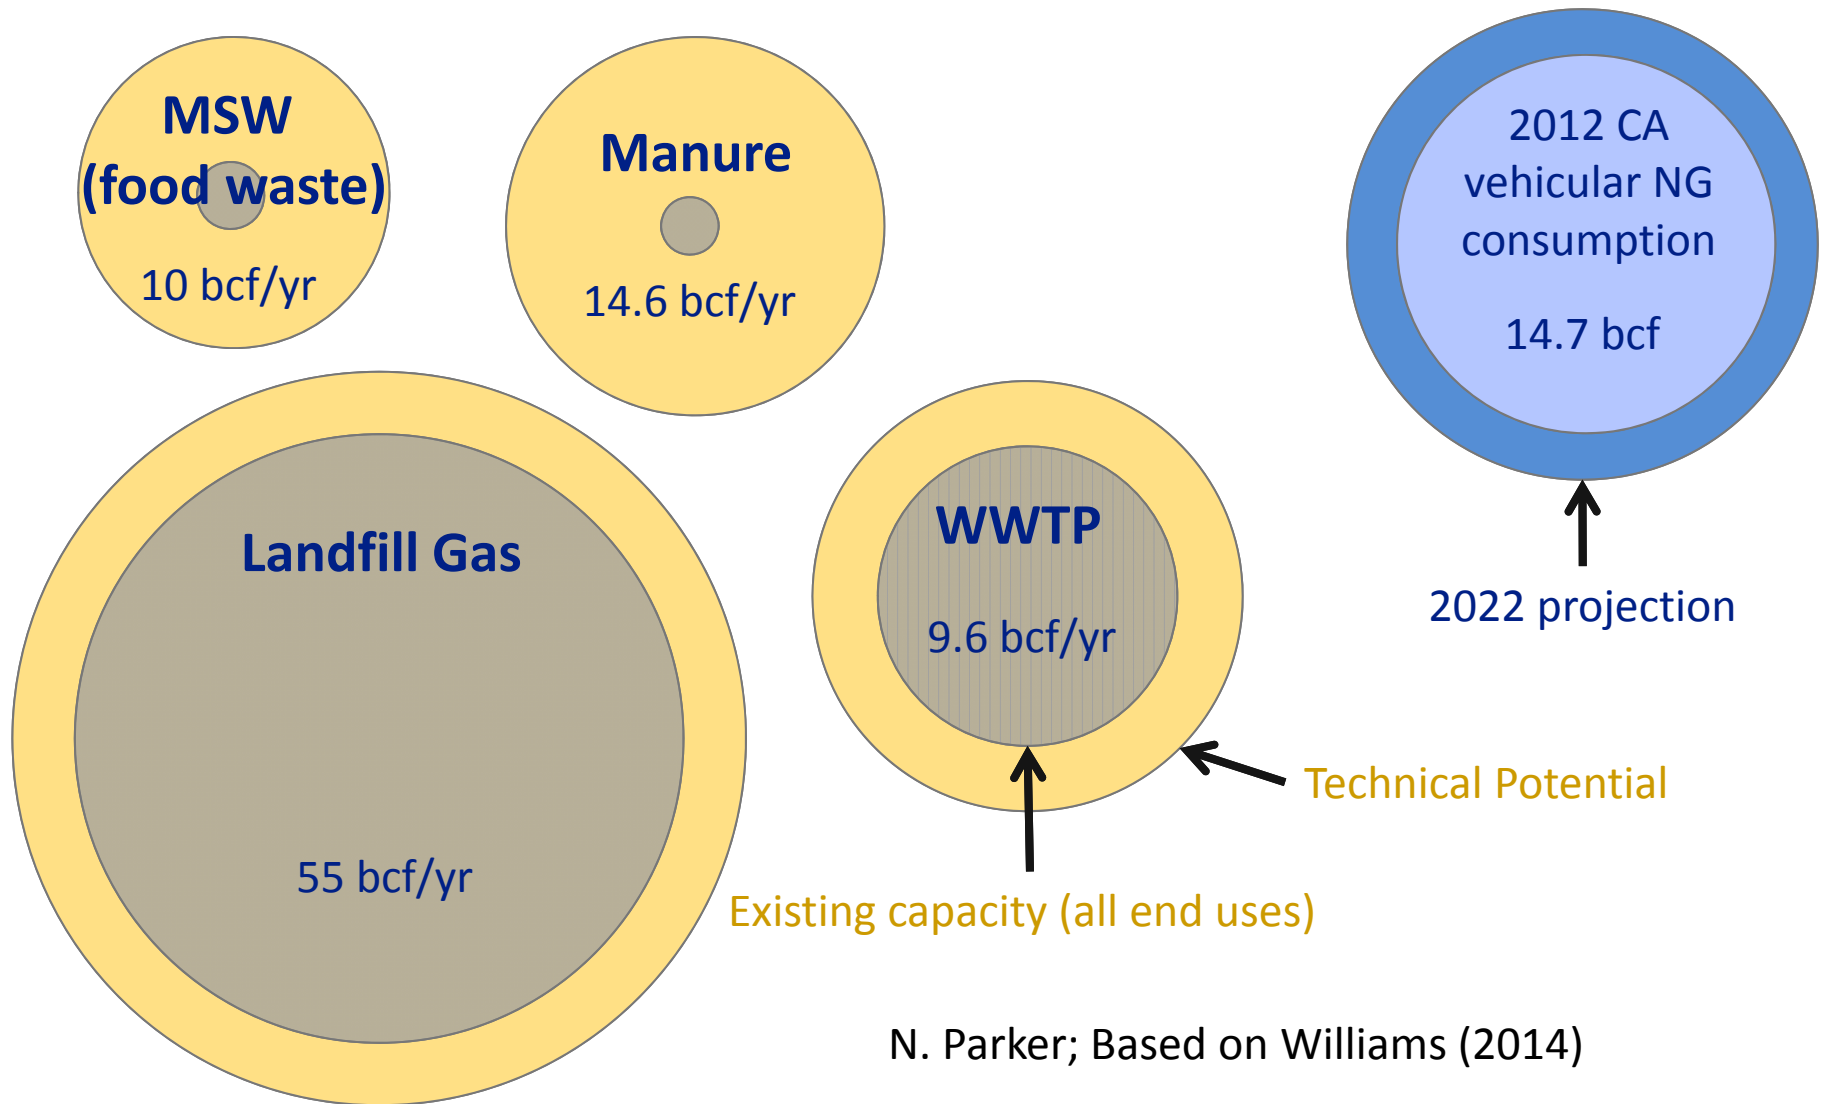 MSW
(food waste)
10 bcf/yr
Manure
14.6 bcf/yr
2012 CA
vehicular NG
consumption
14.7 bcf
2022 projection
Landfill Gas
55 bcf/yr
WWTP
9.6 bcf/yr
Technical Potential
Existing capacity (all end uses)
N. Parker; Based on Williams (2014)